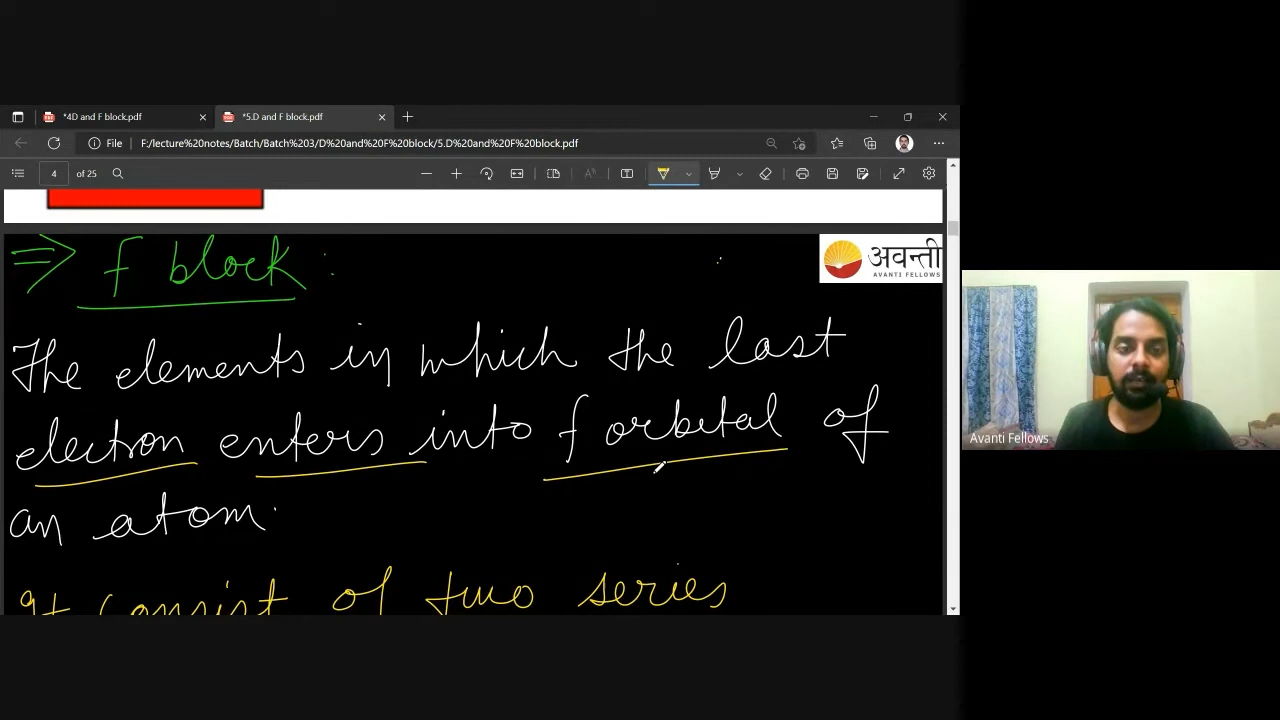 *4D and F block.pdf
*5.D and F block.pdf
File
F:/lecture%20notes/Batch/Batch%203/D%20and%20F%20block/5.D%20and%20F%20block.pdf
4
of 25
⇒ f block :
अवन्ती
AVANTI FELLOWS
The elements in which the last
electron enters into f orbital of
an atom.
It consist of two series
Avanti Fellows